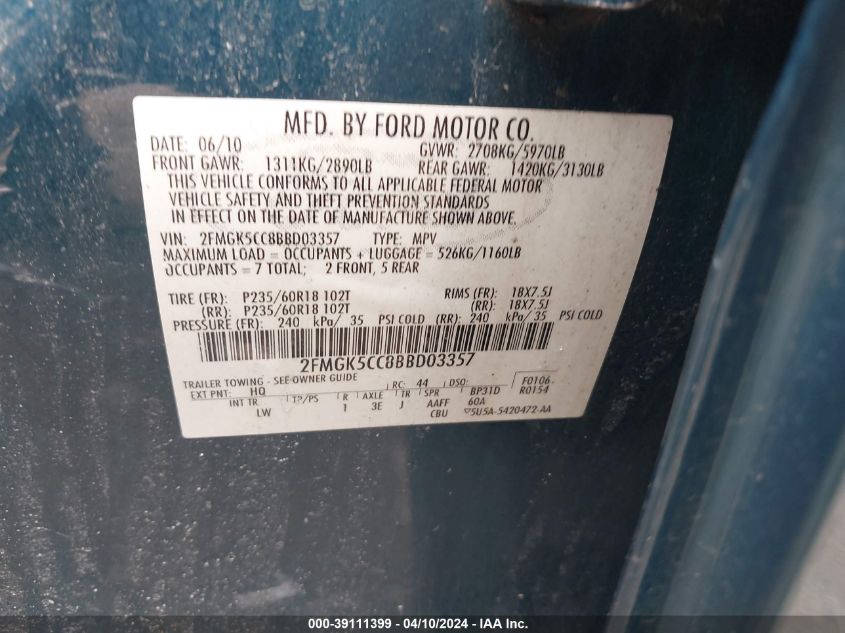 MFD. BY FORD MOTOR CO.
DATE: 06/10 GVWR: 2708KG/5970LB
FRONT GAWR: 1311KG/2890LB REAR GAWR: 1420KG/3130LB
THIS VEHICLE CONFORMS TO ALL APPLICABLE FEDERAL MOTOR
VEHICLE SAFETY AND THEFT PREVENTION STANDARDS
IN EFFECT ON THE DATE OF MANUFACTURE SHOWN ABOVE.
VIN: 2FMGK5CC8BBD03357 TYPE: MPV
MAXIMUM LOAD = OCCUPANTS + LUGGAGE = 526KG/1160LB
OCCUPANTS = 7 TOTAL; 2 FRONT, 5 REAR
TIRE (FR): P235/60R18 102T RIMS (FR): 18X7.5J
(RR): P235/60R18 102T (RR): 18X7.5J
PRESSURE (FR): 240 kPa/ 35 PSI COLD (RR): 240 kPa/ 35 PSI COLD
2FMGK5CC8BBD03357
TRAILER TOWING - SEE OWNER GUIDE
EXT PNT: HQ RC: 44 DSO: F0106
INT TR TP/PS R AXLE TR SPR BP31D R0154
LW 1 3E J AAFF 60A
CBU ▽5U5A-5420472-AA
000-39111399 - 04/10/2024 - IAA Inc.